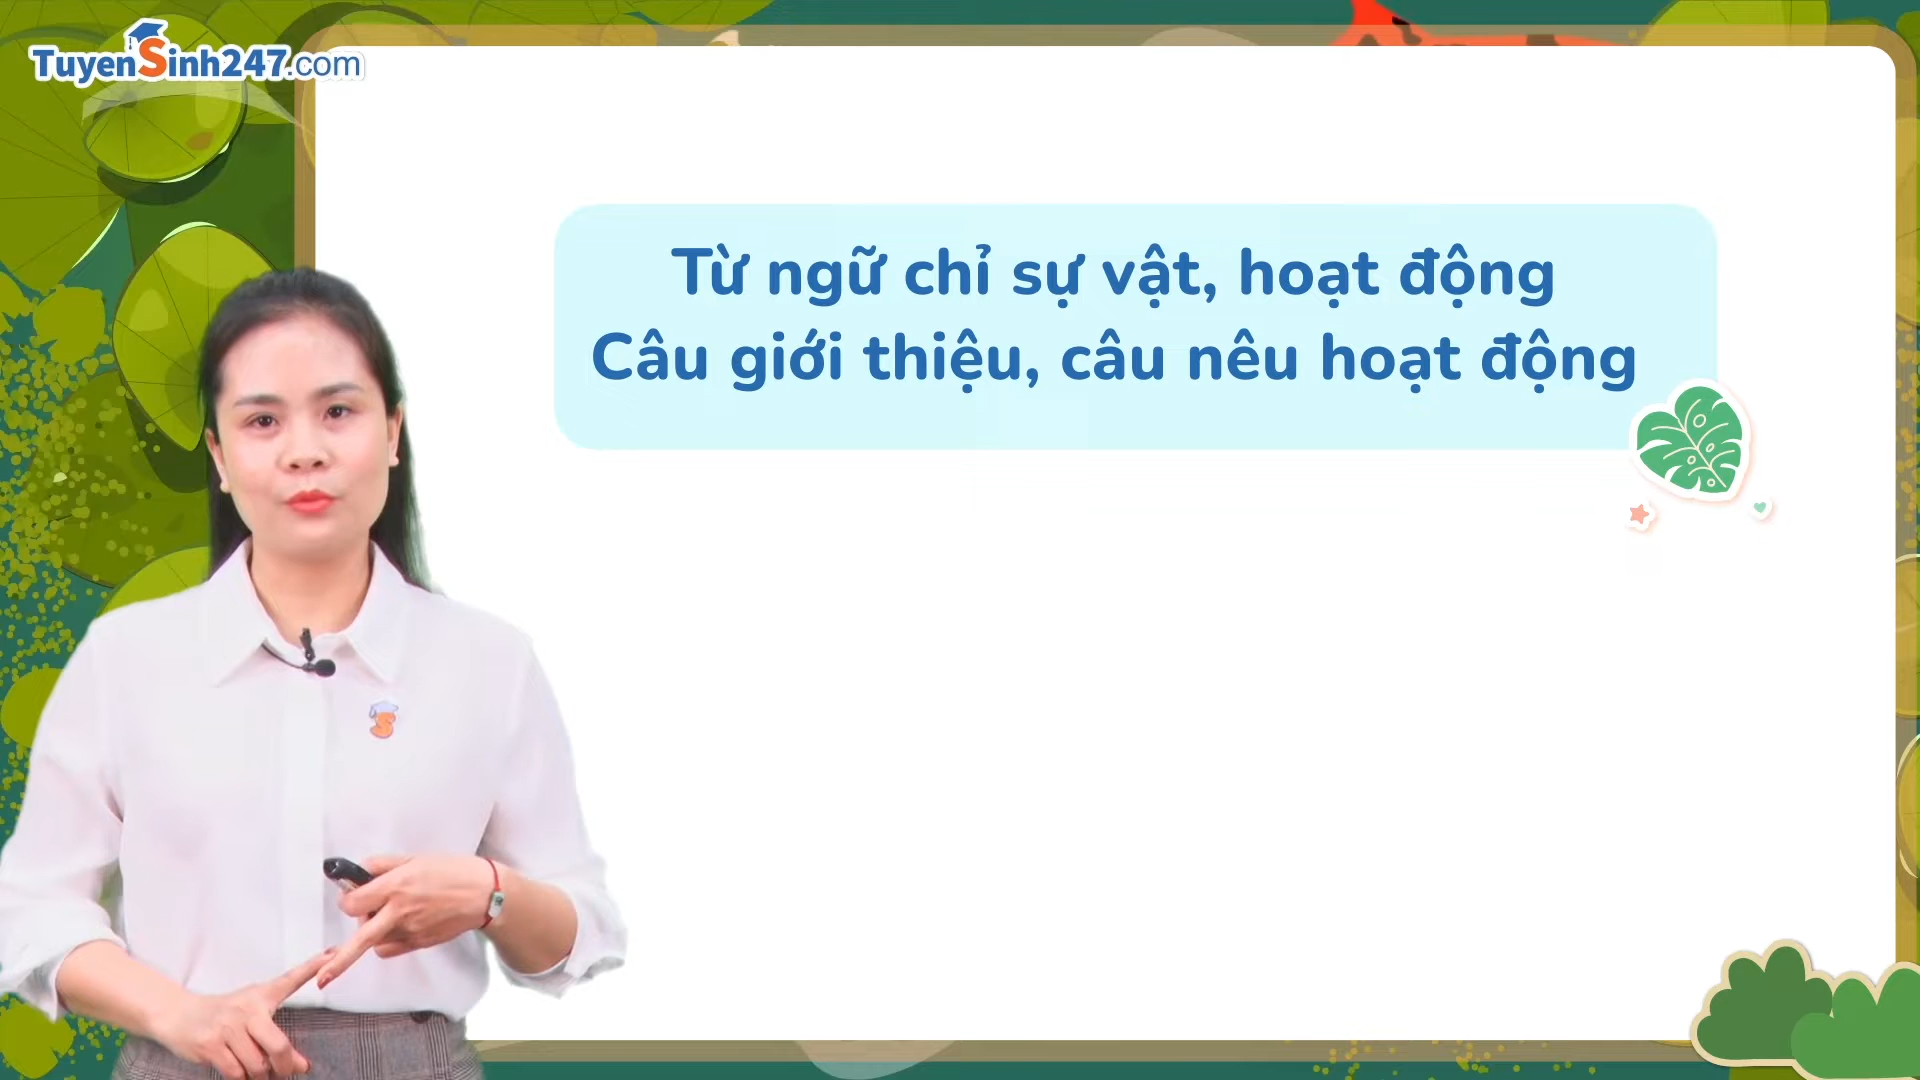 TuyenSinh247.com
Từ ngữ chỉ sự vật, hoạt động
Câu giới thiệu, câu nêu hoạt động